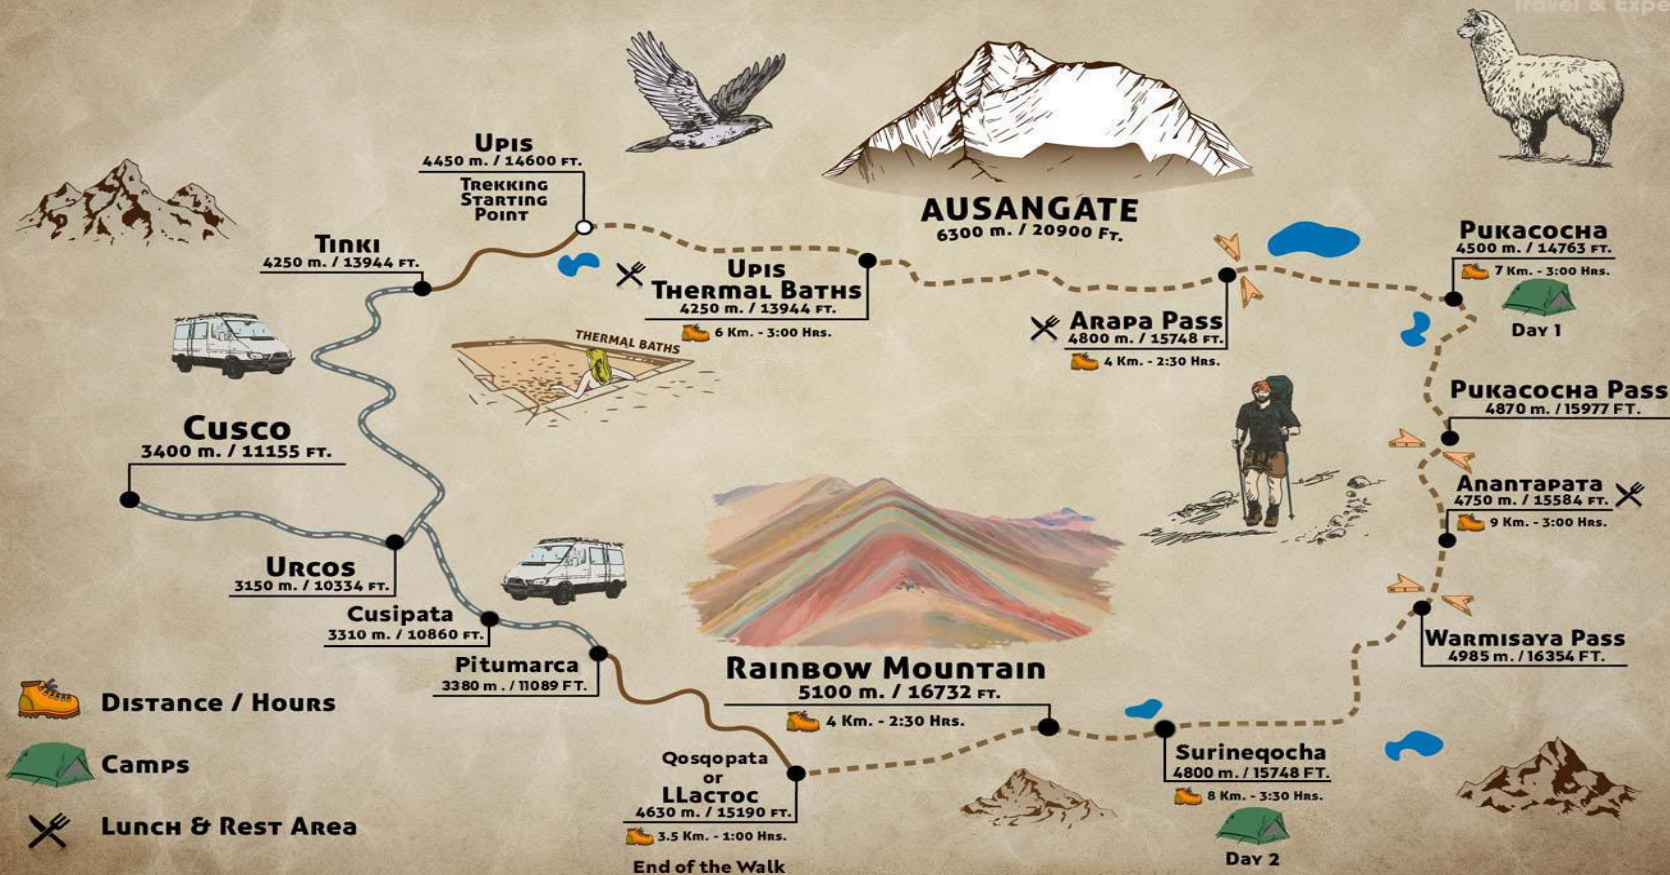 Travel & Expe
Upis
4450 m. / 14600 FT.
Trekking
Starting
Point
Tinki
4250 m. / 13944 FT.
AUSANGATE
6300 m. / 20900 Ft.
Pukacocha
4500 m. / 14763 FT.
7 Km. - 3:00 Hrs.
Day 1
Upis
Thermal Baths
4250 m. / 13944 FT.
6 Km. - 3:00 Hrs.
THERMAL BATHS
Arapa Pass
4800 m. / 15748 FT.
4 Km. - 2:30 Hrs.
Pukacocha Pass
4870 m. / 15977 FT.
Cusco
3400 m. / 11155 FT.
Anantapata
4750 m. / 15584 FT.
9 Km. - 3:00 Hrs.
Urcos
3150 m. / 10334 FT.
Cusipata
3310 m. / 10860 FT.
Pitumarca
3380 m. / 11089 FT.
Warmisaya Pass
4985 m. / 16354 FT.
Rainbow Mountain
5100 m. / 16732 FT.
4 Km. - 2:30 Hrs.
Surineqocha
4800 m. / 15748 FT.
8 Km. - 3:30 Hrs.
Day 2
Qosqopata
or
LLactoc
4630 m. / 15190 FT.
3.5 Km. - 1:00 Hrs.
End of the Walk
Distance / Hours
Camps
Lunch & Rest Area